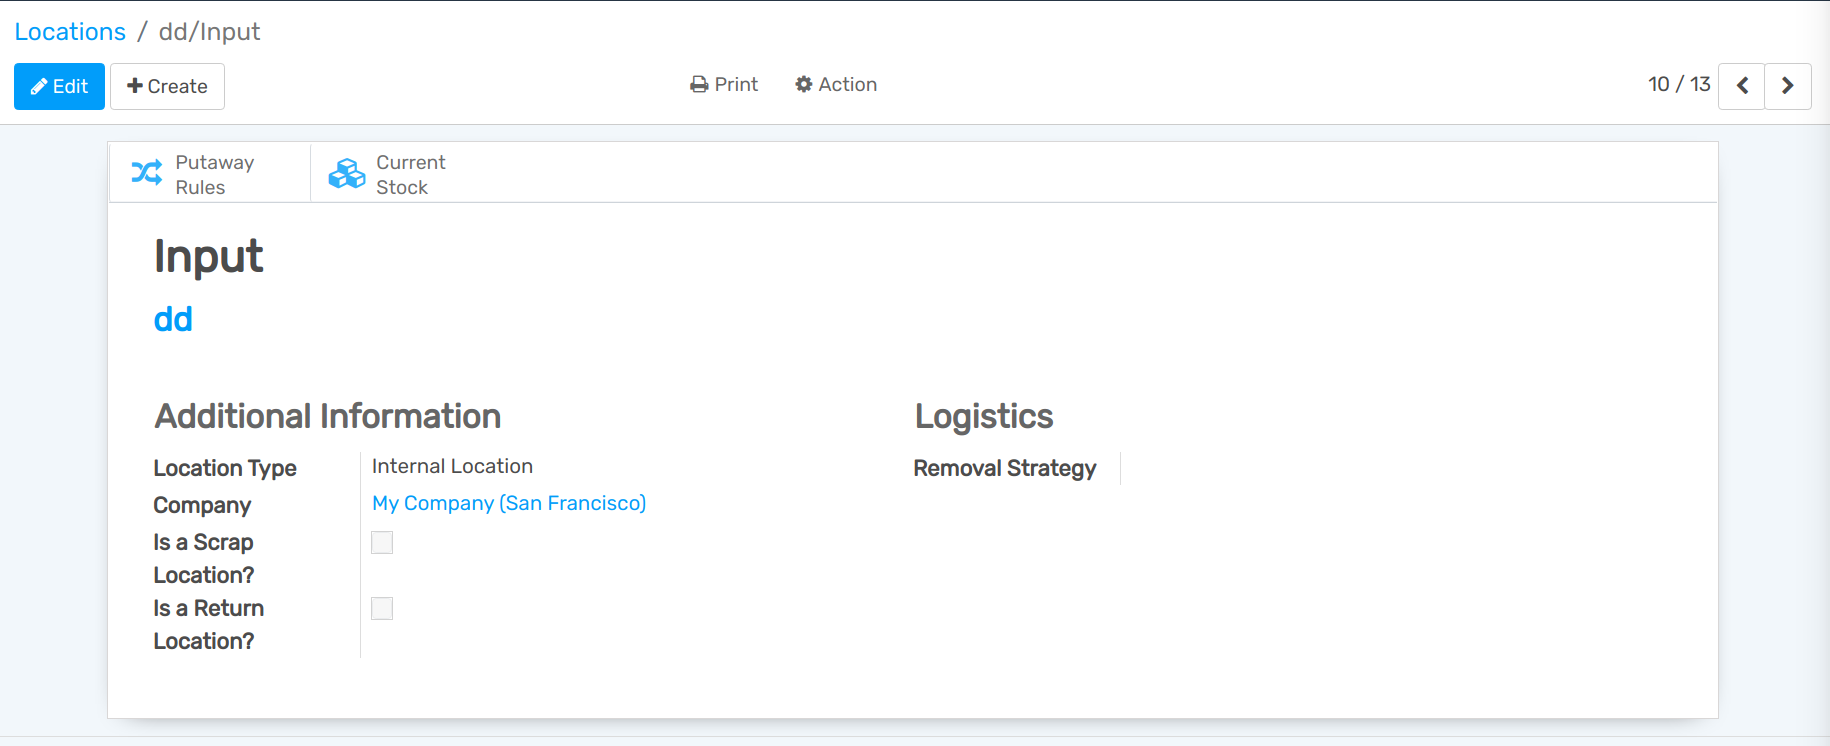 Locations / dd/Input
Edit Create Print Action 10 / 13
Putaway
Rules
Current
Stock
Input
dd
Additional Information
Location Type Internal Location
Company My Company (San Francisco)
Is a Scrap
Location?
Is a Return
Location?
Logistics
Removal Strategy